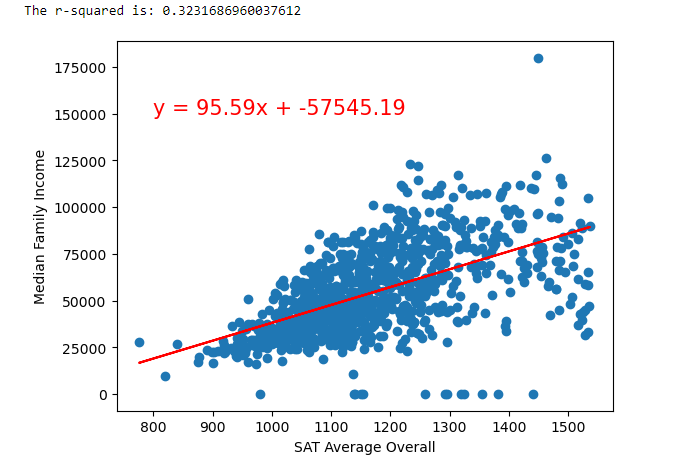 The r-squared is: 0.3231686960037612
175000
y = 95.59x + -57545.19
150000
125000
100000
75000
50000
25000
0
Median Family Income
800 900 1000 1100 1200 1300 1400 1500
SAT Average Overall